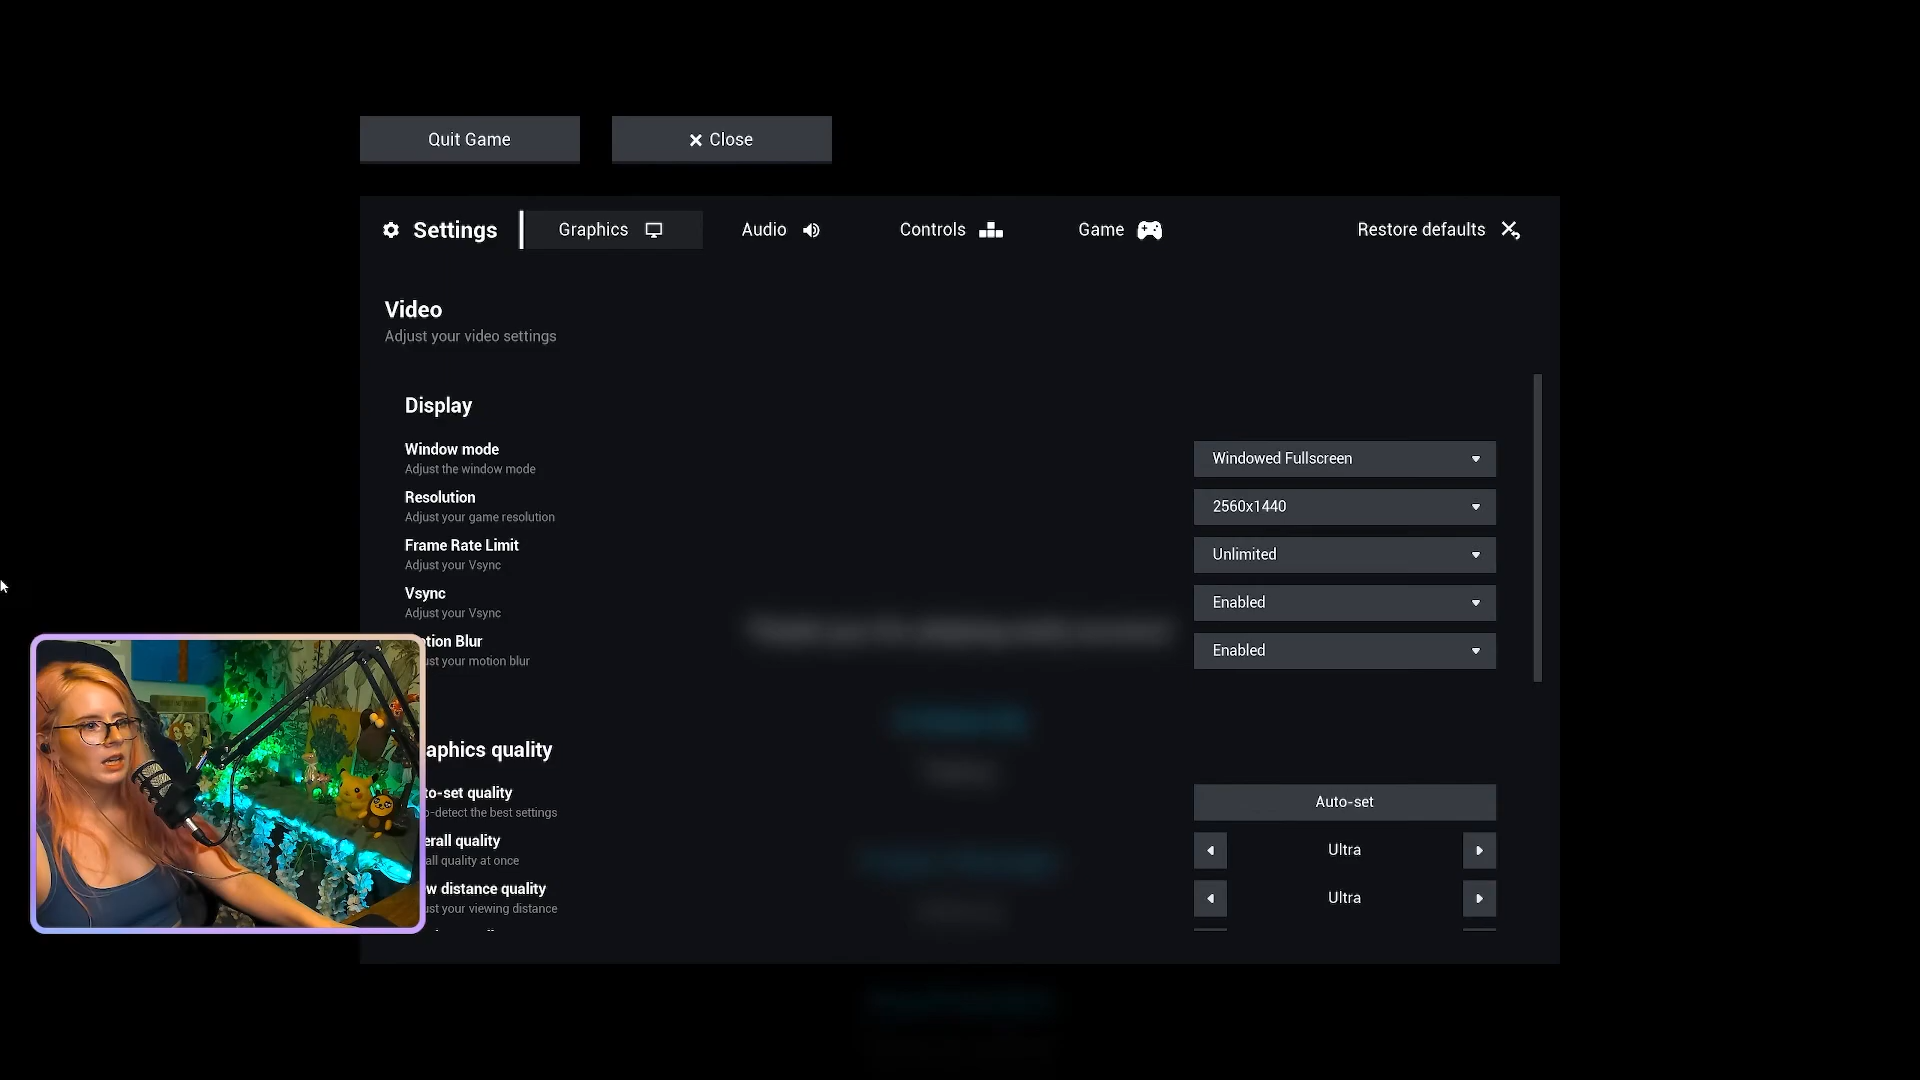 Quit Game
Close
Settings
Graphics
Audio
Controls
Game
Restore defaults
Video
Adjust your video settings
Display
Window mode
Windowed Fullscreen
Adjust the window mode
Resolution
2560x1440
Adjust your game resolution
Frame Rate Limit
Unlimited
Adjust your Vsync
Vsync
Enabled
Adjust your Vsync
otion Blur
Enabled
ust your motion blur
aphics quality
to-set quality
Auto-set
o-detect the best settings
erall quality
Ultra
all quality at once
w distance quality
Ultra
ust your viewing distance